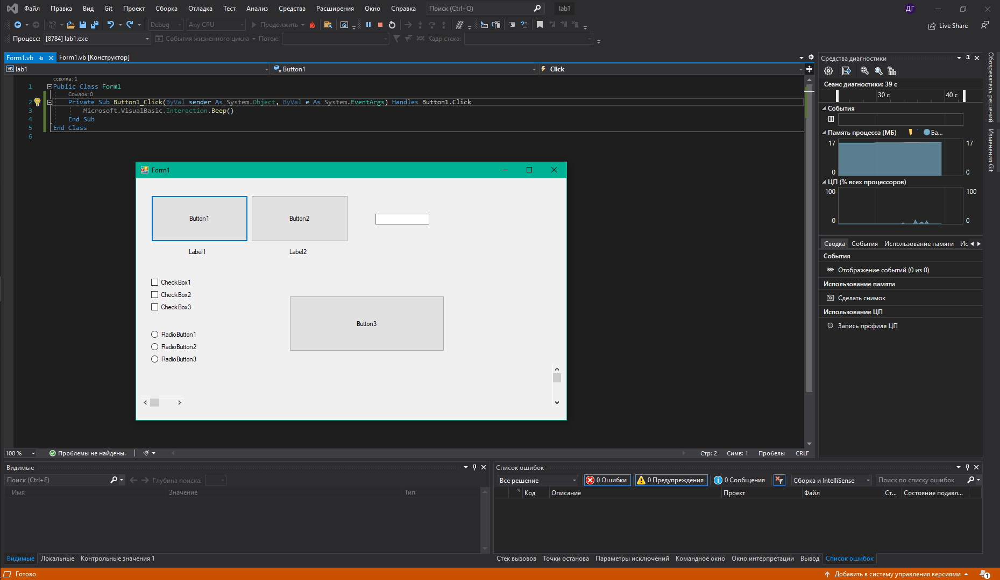 Файл Правка Вид Git Проект Сборка Отладка Тест Анализ Средства Расширения Окно Справка Поиск (Ctrl+Q) lab1 ДГ
Debug Any CPU Продолжить Live Share
Процесс: [8784] lab1.exe События жизненного цикла Поток: Кадр стека:
Form1.vb Form1.vb [Конструктор]
VB lab1 Button1 Click
ссылка: 1
1 Public Class Form1
Ссылок: 0
2 Private Sub Button1_Click(ByVal sender As System.Object, ByVal e As System.EventArgs) Handles Button1.Click
3 Microsoft.VisualBasic.Interaction.Beep()
4 End Sub
5 End Class
6
Form1
Button1 Button2
Label1 Label2
CheckBox1
CheckBox2
CheckBox3
Button3
RadioButton1
RadioButton2
RadioButton3
100 % Проблемы не найдены. Стр: 2 Симв: 1 Пробелы CRLF
Средства диагностики
Сеанс диагностики: 39 с
30 с 40 с
События
Память процесса (МБ) Ба...
17 17
0 0
ЦП (% всех процессоров)
100 100
0 0
Сводка События Использование памяти Ис
События
Отображение событий (0 из 0)
Использование памяти
Сделать снимок
Использование ЦП
Запись профиля ЦП
Обозреватель решений
Изменения Git
Видимые
Поиск (Ctrl+E) Глубина поиска:
Имя Значение Тип
Видимые Локальные Контрольные значения 1
Список ошибок
Все решение 0 Ошибки 0 Предупреждения 0 Сообщения Сборка и IntelliSense Поиск по списку ошибок
Код Описание Проект Файл Ст... Состояние подавл...
Стек вызовов Точки останова Параметры исключений Командное окно Окно интерпретации Вывод Список ошибок
Готово Добавить в систему управления версиями 1